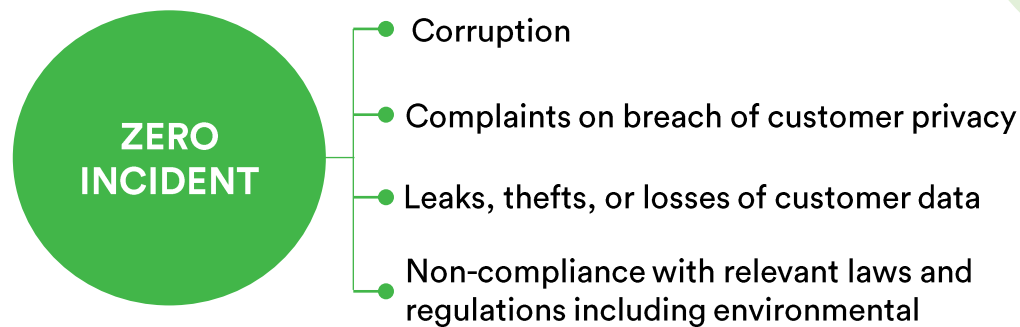 ZERO
INCIDENT
Corruption
Complaints on breach of customer privacy
Leaks, thefts, or losses of customer data
Non-compliance with relevant laws and
regulations including environmental